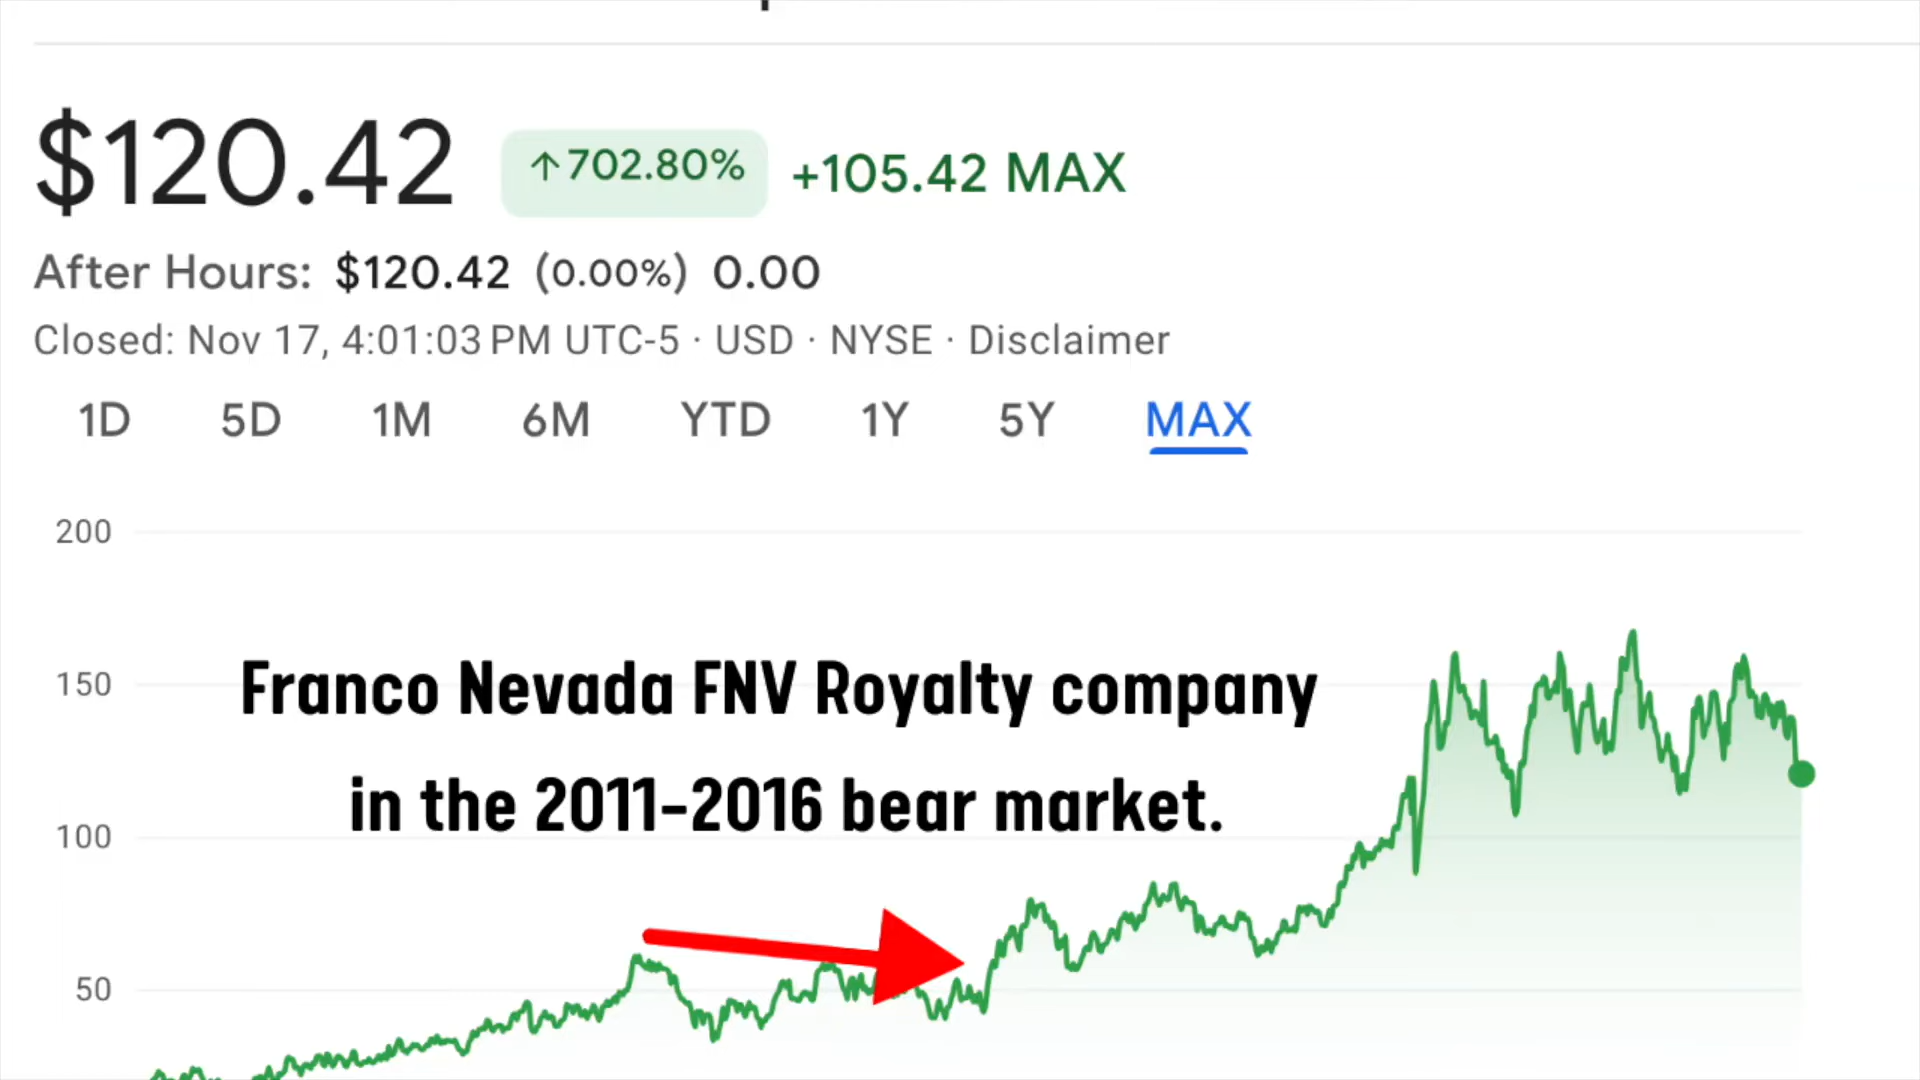 $120.42 ↑702.80% +105.42 MAX
After Hours: $120.42 (0.00%) 0.00
Closed: Nov 17, 4:01:03 PM UTC-5 · USD · NYSE · Disclaimer
1D 5D 1M 6M YTD 1Y 5Y MAX
200
150
Franco Nevada FNV Royalty company
in the 2011-2016 bear market.
100
50